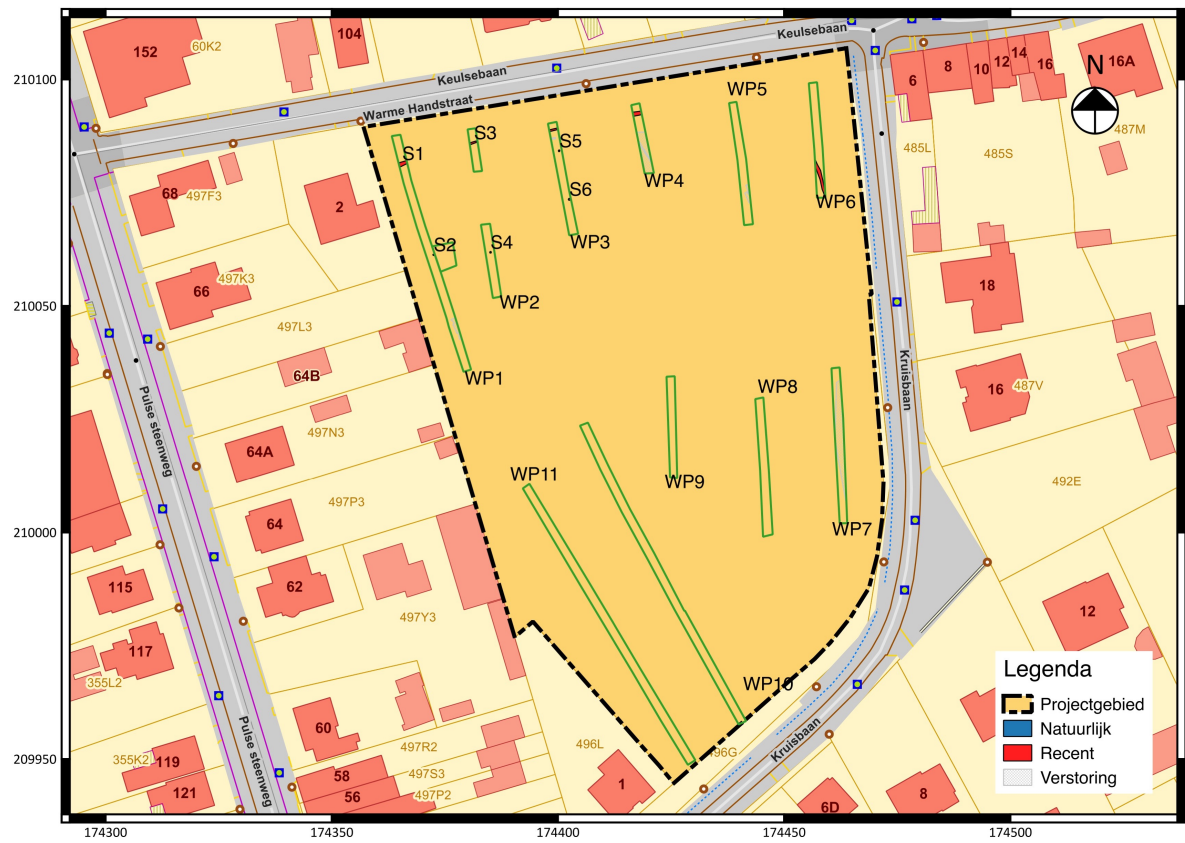 152
60K2
104
Keulsebaan
Keulsebaan
Warme Handstraat
6
8
10
12
14
16
16A
N
487M
485L
485S
210100
S1
S3
S5
S6
WP4
WP5
WP6
WP3
S2
S4
WP2
WP1
68
497F3
2
66
497K3
497L3
64B
497N3
64A
497P3
64
62
497Y3
210050
18
16
487V
Kruisbaan
Pulse steenweg
WP8
WP9
WP7
WP11
WP10
492E
12
210000
115
117
355L2
60
497R2
58
497S3
56
497P2
355K2
119
121
Pulse steenweg
496L
496G
1
Kruisbaan
6D
8
209950
Legenda
Projectgebied
Natuurlijk
Recent
Verstoring
174300
174350
174400
174450
174500